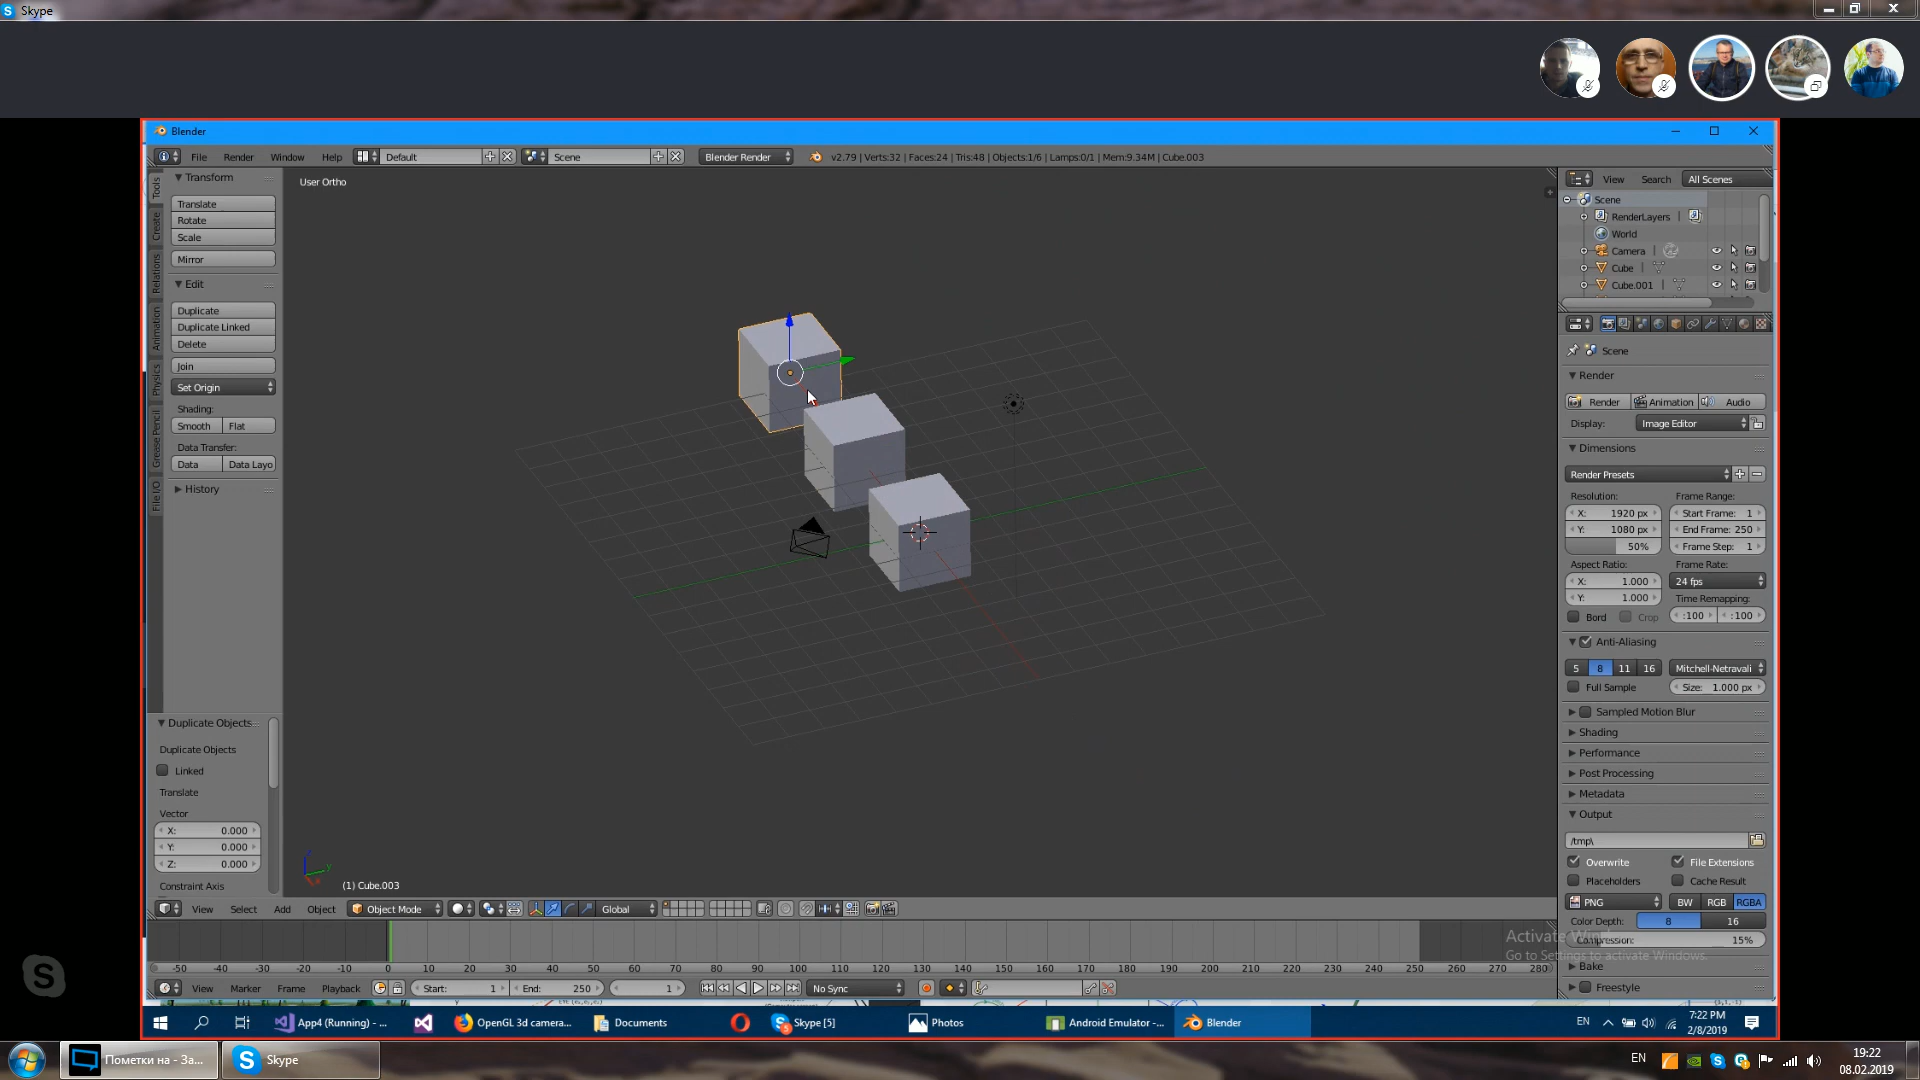 Skype
Blender
File Render Window Help Default Scene Blender Render v2.79 | Verts:32 | Faces:24 | Tris:48 | Objects:1/6 | Lamps:0/1 | Mem:9.34M | Cube.003
Tools
Create
Relations
Animation
Physics
Grease Pencil
File I/O
Transform
Translate
Rotate
Scale
Mirror
Edit
Duplicate
Duplicate Linked
Delete
Join
Set Origin
Shading:
Smooth Flat
Data Transfer:
Data Data Layo
History
Duplicate Objects
Duplicate Objects
Linked
Translate
Vector
X: 0.000
Y: 0.000
Z: 0.000
Constraint Axis
User Ortho
(1) Cube.003
View Select Add Object Object Mode Global
-50 -40 -30 -20 -10 0 10 20 30 40 50 60 70 80 90 100 110 120 130 140 150 160 170 180 190 200 210 220 230 240 250 260 270 280
View Marker Frame Playback Start: 1 End: 250 1 No Sync
View Search All Scenes
Scene
RenderLayers
World
Camera
Cube
Cube.001
Scene
Render
Render Animation Audio
Display: Image Editor
Dimensions
Render Presets
Resolution: Frame Range:
X: 1920 px Start Frame: 1
Y: 1080 px End Frame: 250
50% Frame Step: 1
Aspect Ratio: Frame Rate:
X: 1.000 24 fps
Y: 1.000 Time Remapping:
Bord Crop :100 :100
Anti-Aliasing
5 8 11 16 Mitchell-Netravali
Full Sample Size: 1.000 px
Sampled Motion Blur
Shading
Performance
Post Processing
Metadata
Output
/tmp\
Overwrite File Extensions
Placeholders Cache Result
PNG BW RGB RGBA
Color Depth: 8 16
Compression: 15%
Go to Settings to activate Windows.
Bake
Freestyle
App4 (Running) - ... OpenGL 3d camera... Documents Skype [5] Photos Android Emulator -... Blender EN 7:22 PM
2/8/2019
Пометки на - За... Skype EN 19:22
08.02.2019